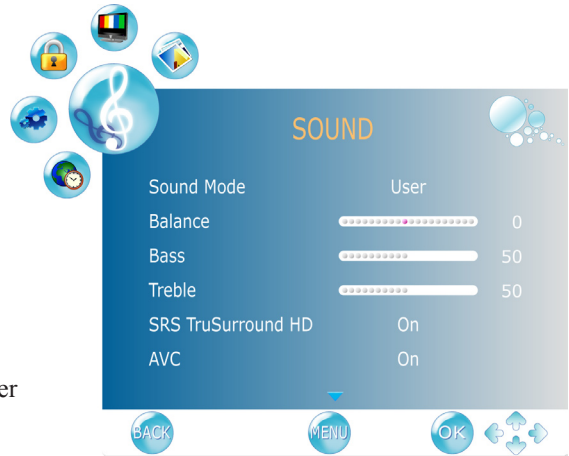 SOUND
Sound Mode User
Balance 0
Bass 50
Treble 50
SRS TruSurround HD On
AVC On
er
BACK MENU OK